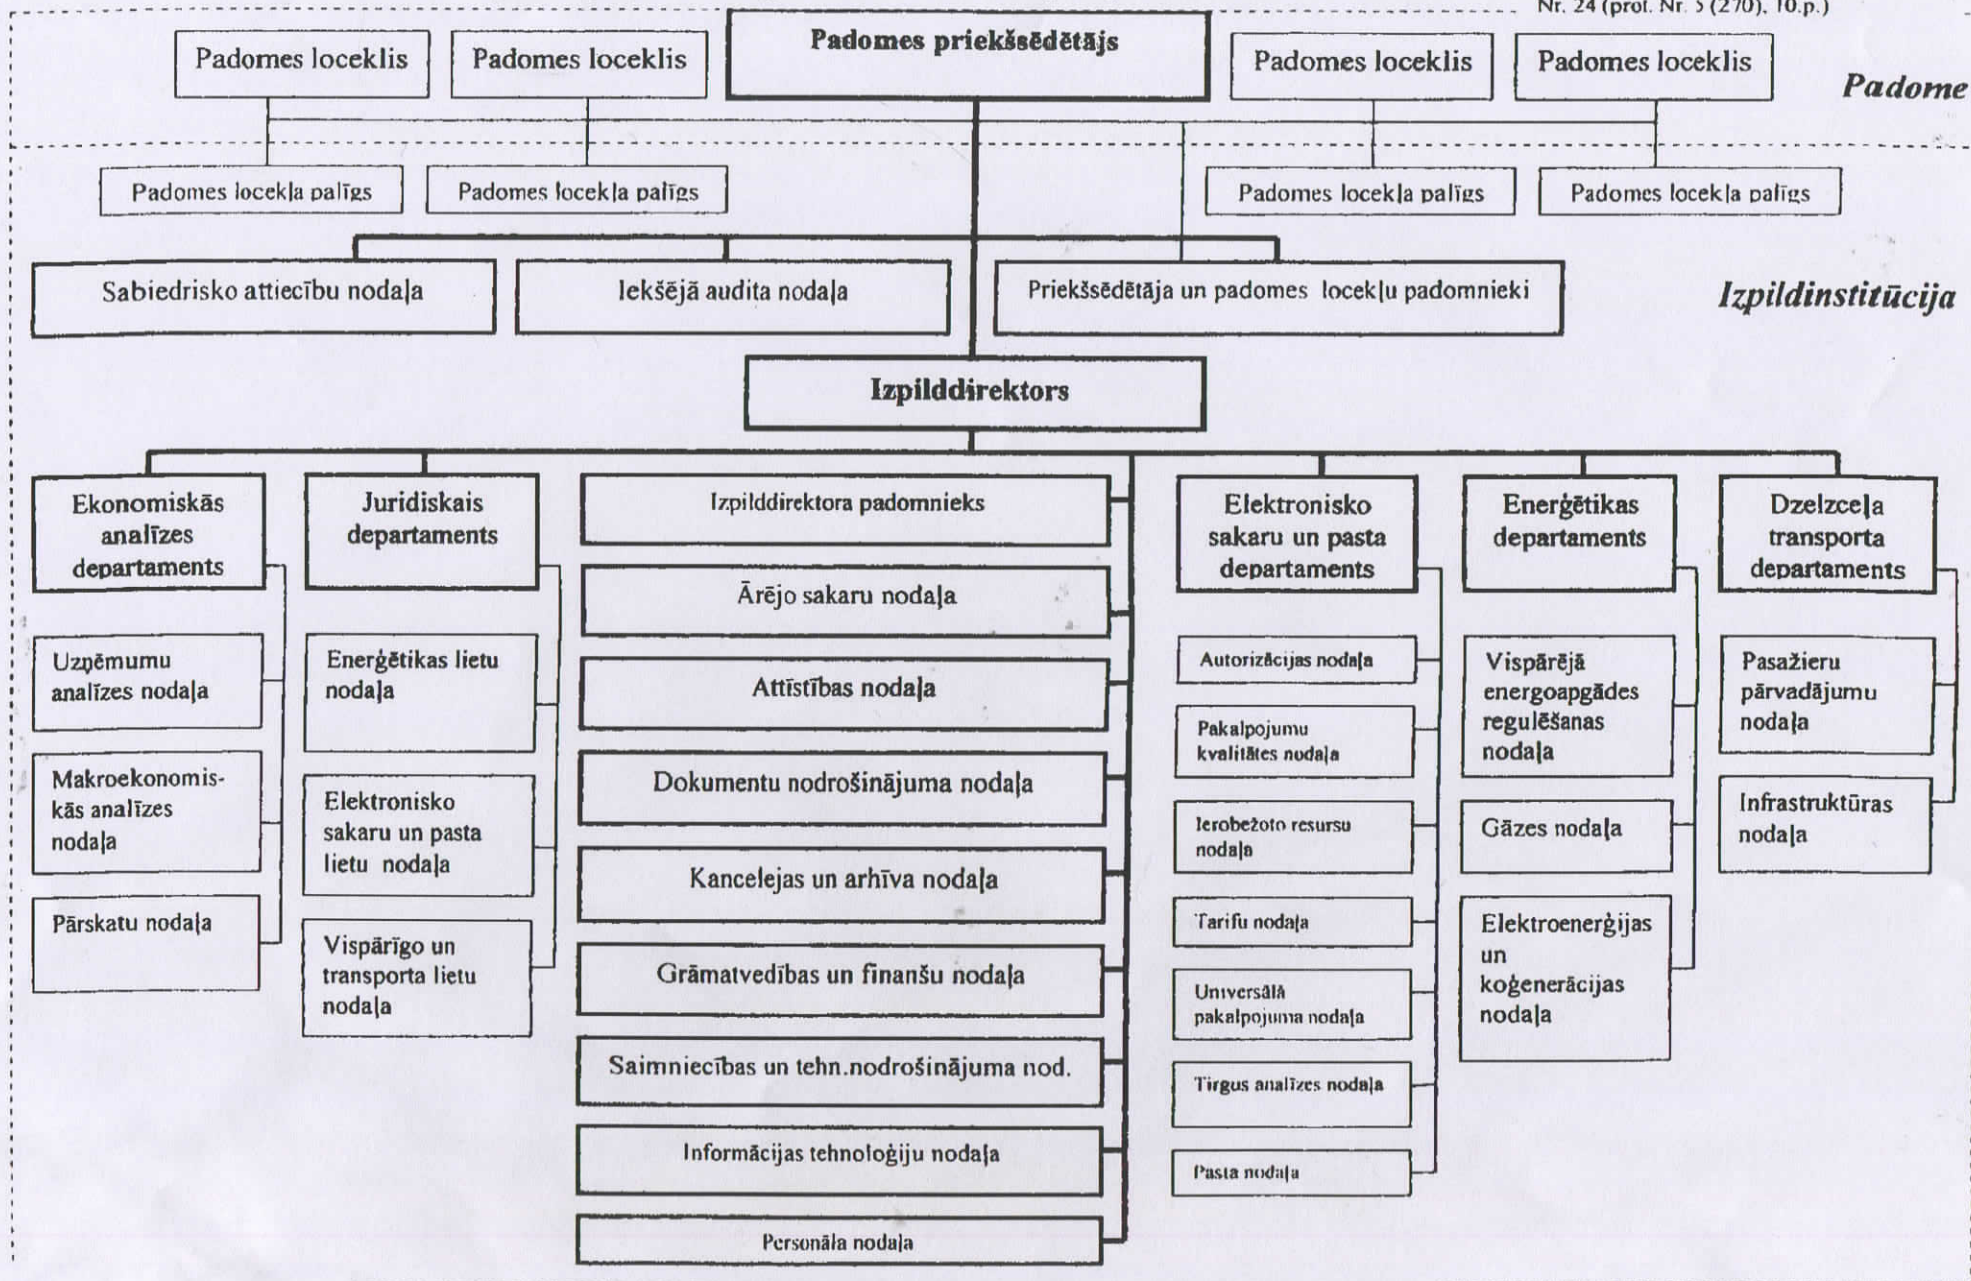 Nr. 24 (prot. Nr. 5 (270), 10.p.)
Padomes priekšsēdētājs
Padomes loceklis
Padomes loceklis
Padomes loceklis
Padomes loceklis
Padome
Padomes locekļa palīgs
Padomes locekļa palīgs
Padomes locekļa palīgs
Padomes locekļa palīgs
Sabiedrisko attiecību nodaļa
Iekšējā audita nodaļa
Priekšsēdētāja un padomes locekļu padomnieki
Izpildinstitūcija
Izpilddirektors
Ekonomiskās
analīzes
departaments
Uzņēmumu
analīzes nodaļa
Makroekonomis-
kās analīzes
nodaļa
Pārskatu nodaļa
Juridiskais
departaments
Enerģētikas lietu
nodaļa
Elektronisko
sakaru un pasta
lietu nodaļa
Vispārīgo un
transporta lietu
nodaļa
Izpilddirektora padomnieks
Ārējo sakaru nodaļa
Attīstības nodaļa
Dokumentu nodrošinājuma nodaļa
Kancelejas un arhīva nodaļa
Grāmatvedības un finanšu nodaļa
Saimniecības un tehn.nodrošinājuma nod.
Informācijas tehnoloģiju nodaļa
Personāla nodaļa
Elektronisko
sakaru un pasta
departaments
Autorizācijas nodaļa
Pakalpojumu
kvalitātes nodaļa
Ierobežoto resursu
nodaļa
Tarifu nodaļa
Universālā
pakalpojuma nodaļa
Tirgus analīzes nodaļa
Pasta nodaļa
Enerģētikas
departaments
Vispārējā
energoapgādes
regulēšanas
nodaļa
Gāzes nodaļa
Elektroenerģijas
un
koģenerācijas
nodaļa
Dzelzceļa
transporta
departaments
Pasažieru
pārvadājumu
nodaļa
Infrastruktūras
nodaļa